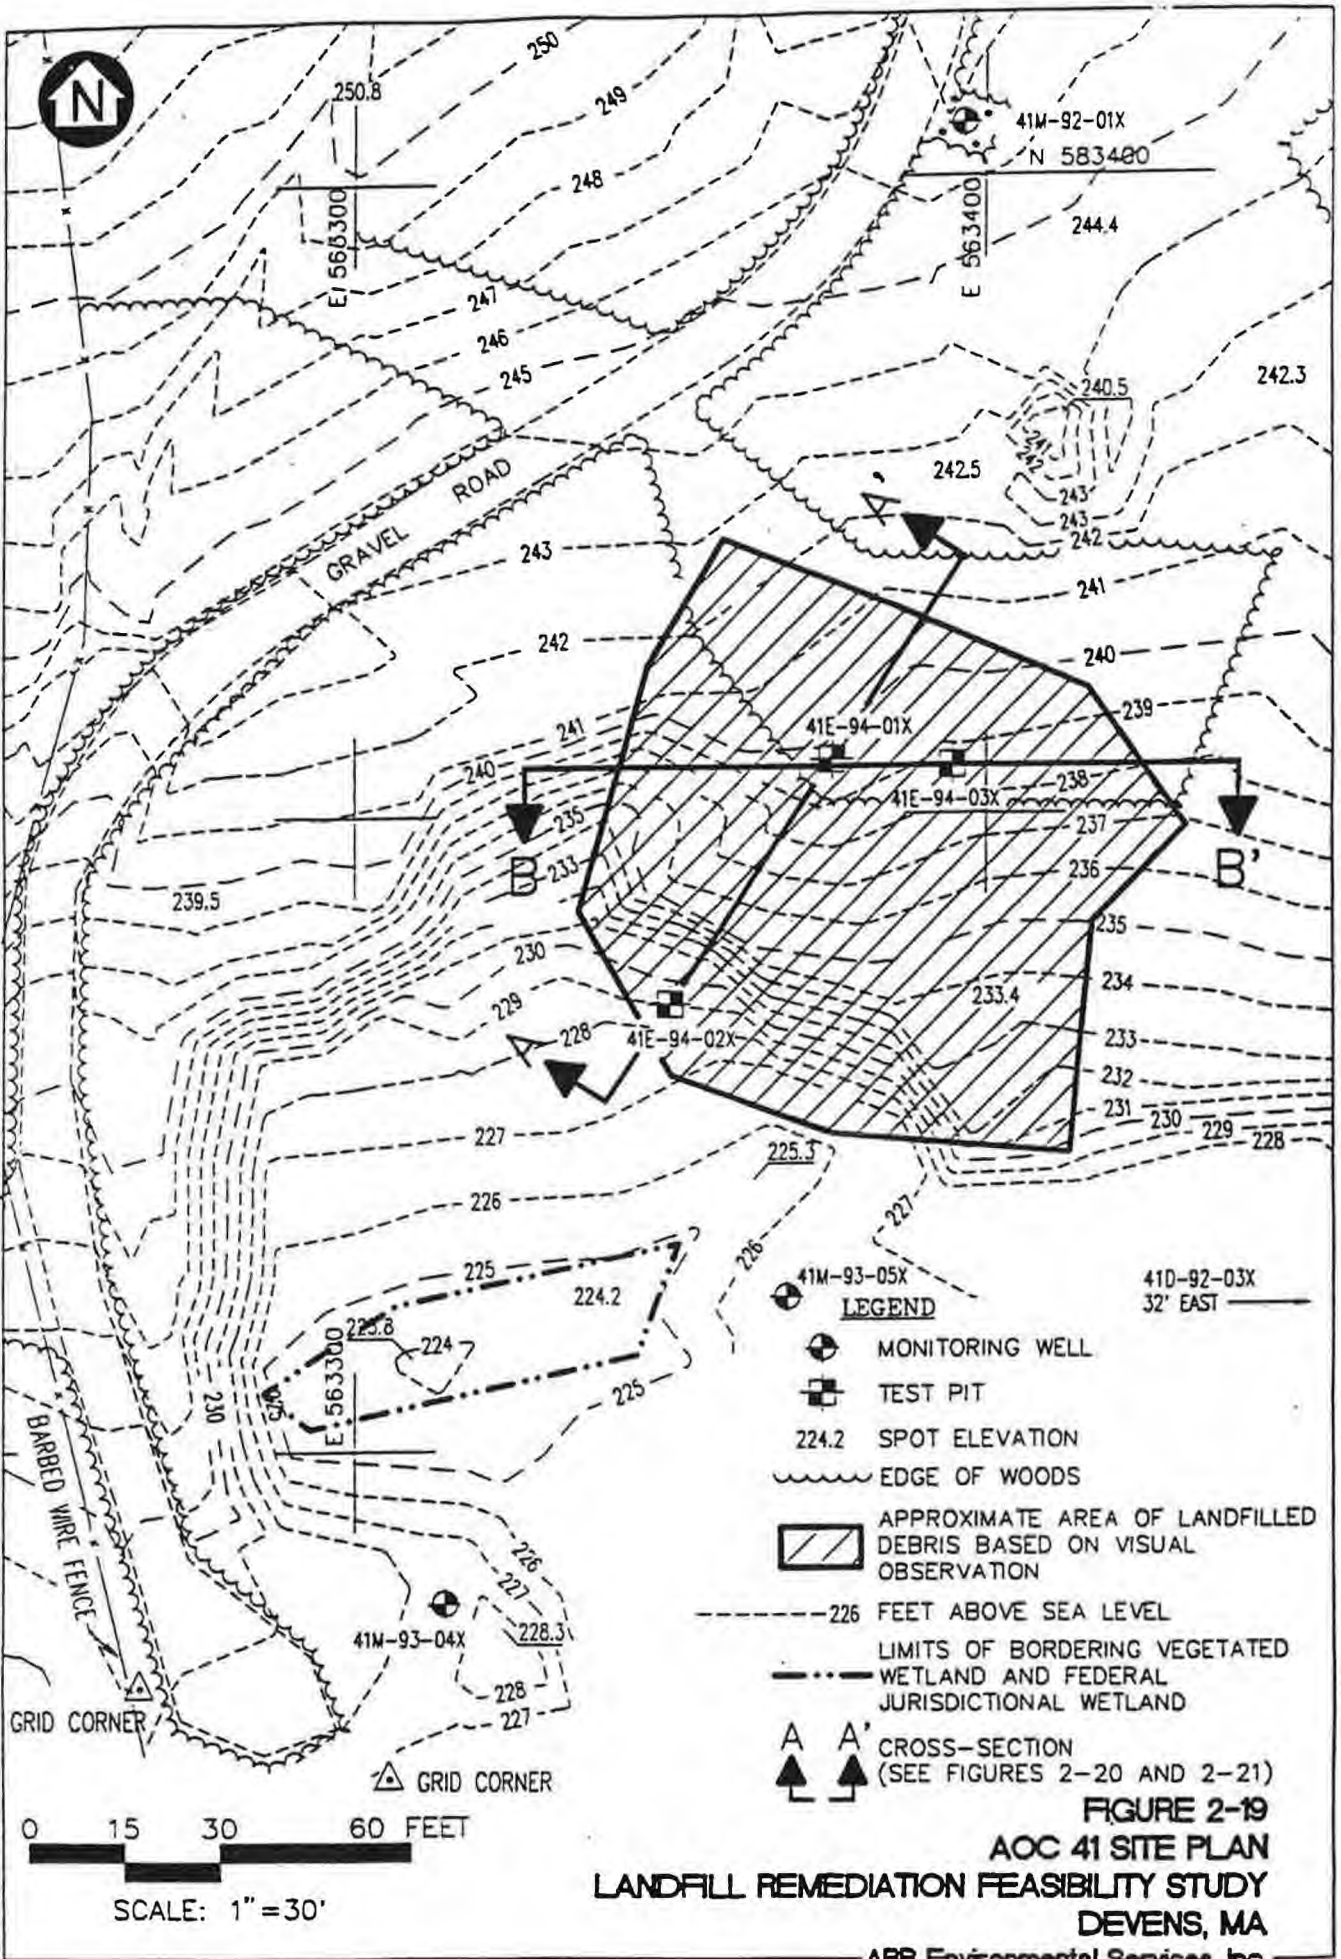 N
250
250.8
249
41M-92-01X
N 583400
248
E 563300
E 563400
244.4
247
246
245
240.5
242.3
241
242
242.5
243
243
242
A'
GRAVEL ROAD
243
241
242
240
239
41E-94-01X
241
240
238
41E-94-03X
235
237
B
B'
233
236
239.5
235
230
234
233.4
229
41E-94-02X
228
A
233
232
231
230
229
228
227
225.3
226
227
226
225
224.2
41M-93-05X
41D-92-03X
32' EAST
LEGEND
223.8
224
E 563300
225
225
230
MONITORING WELL
TEST PIT
224.2 SPOT ELEVATION
EDGE OF WOODS
APPROXIMATE AREA OF LANDFILLED
DEBRIS BASED ON VISUAL
OBSERVATION
226 FEET ABOVE SEA LEVEL
LIMITS OF BORDERING VEGETATED
WETLAND AND FEDERAL
JURISDICTIONAL WETLAND
A A' CROSS-SECTION
(SEE FIGURES 2-20 AND 2-21)
BARBED WIRE FENCE
226
227
41M-93-04X
228.3
228
227
GRID CORNER
GRID CORNER
0 15 30 60 FEET
SCALE: 1"=30'
FIGURE 2-19
AOC 41 SITE PLAN
LANDFILL REMEDIATION FEASIBILITY STUDY
DEVENS, MA
ABB Environmental Services, Inc.